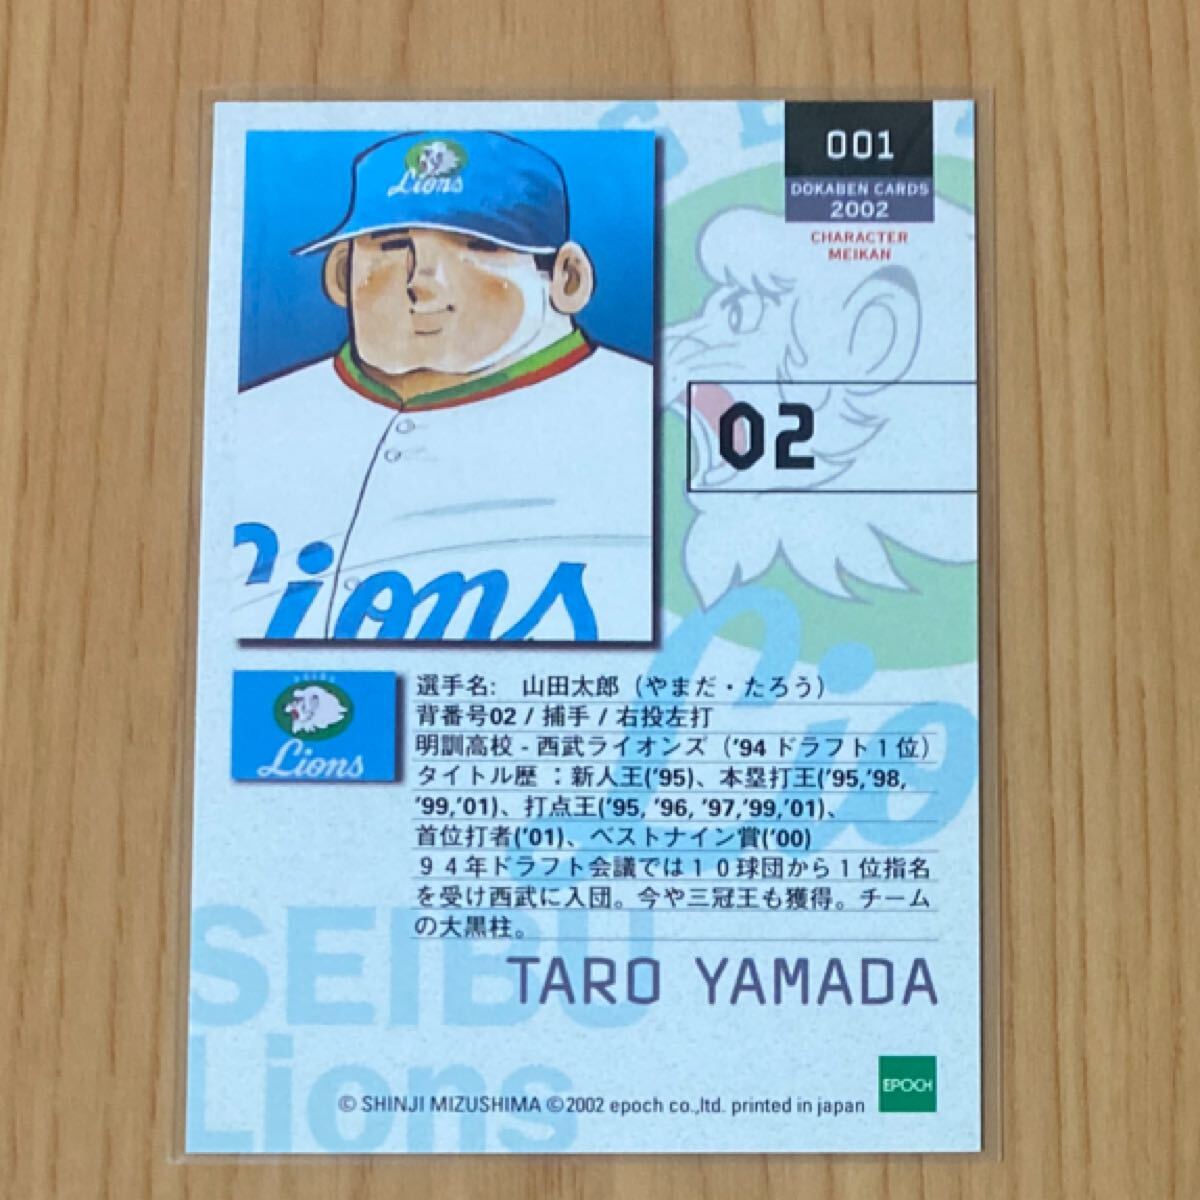 001
DOKABEN CARDS
2002
CHARACTER
MEIKAN
Lions
02
Lions
Lions
選手名: 山田太郎（やまだ・たろう）
背番号02 / 捕手 / 右投左打
明訓高校 - 西武ライオンズ（'94 ドラフト１位）
タイトル歴 ：新人王('95)、本塁打王('95,'98,
'99,'01)、打点王('95, '96, '97,'99,'01)、
首位打者('01)、ベストナイン賞('00)
９４年ドラフト会議では１０球団から１位指名
を受け西武に入団。今や三冠王も獲得。チーム
の大黒柱。
TARO YAMADA
SEIBU
Lions
EPOCH
© SHINJI MIZUSHIMA ©2002 epoch co.,ltd. printed in japan